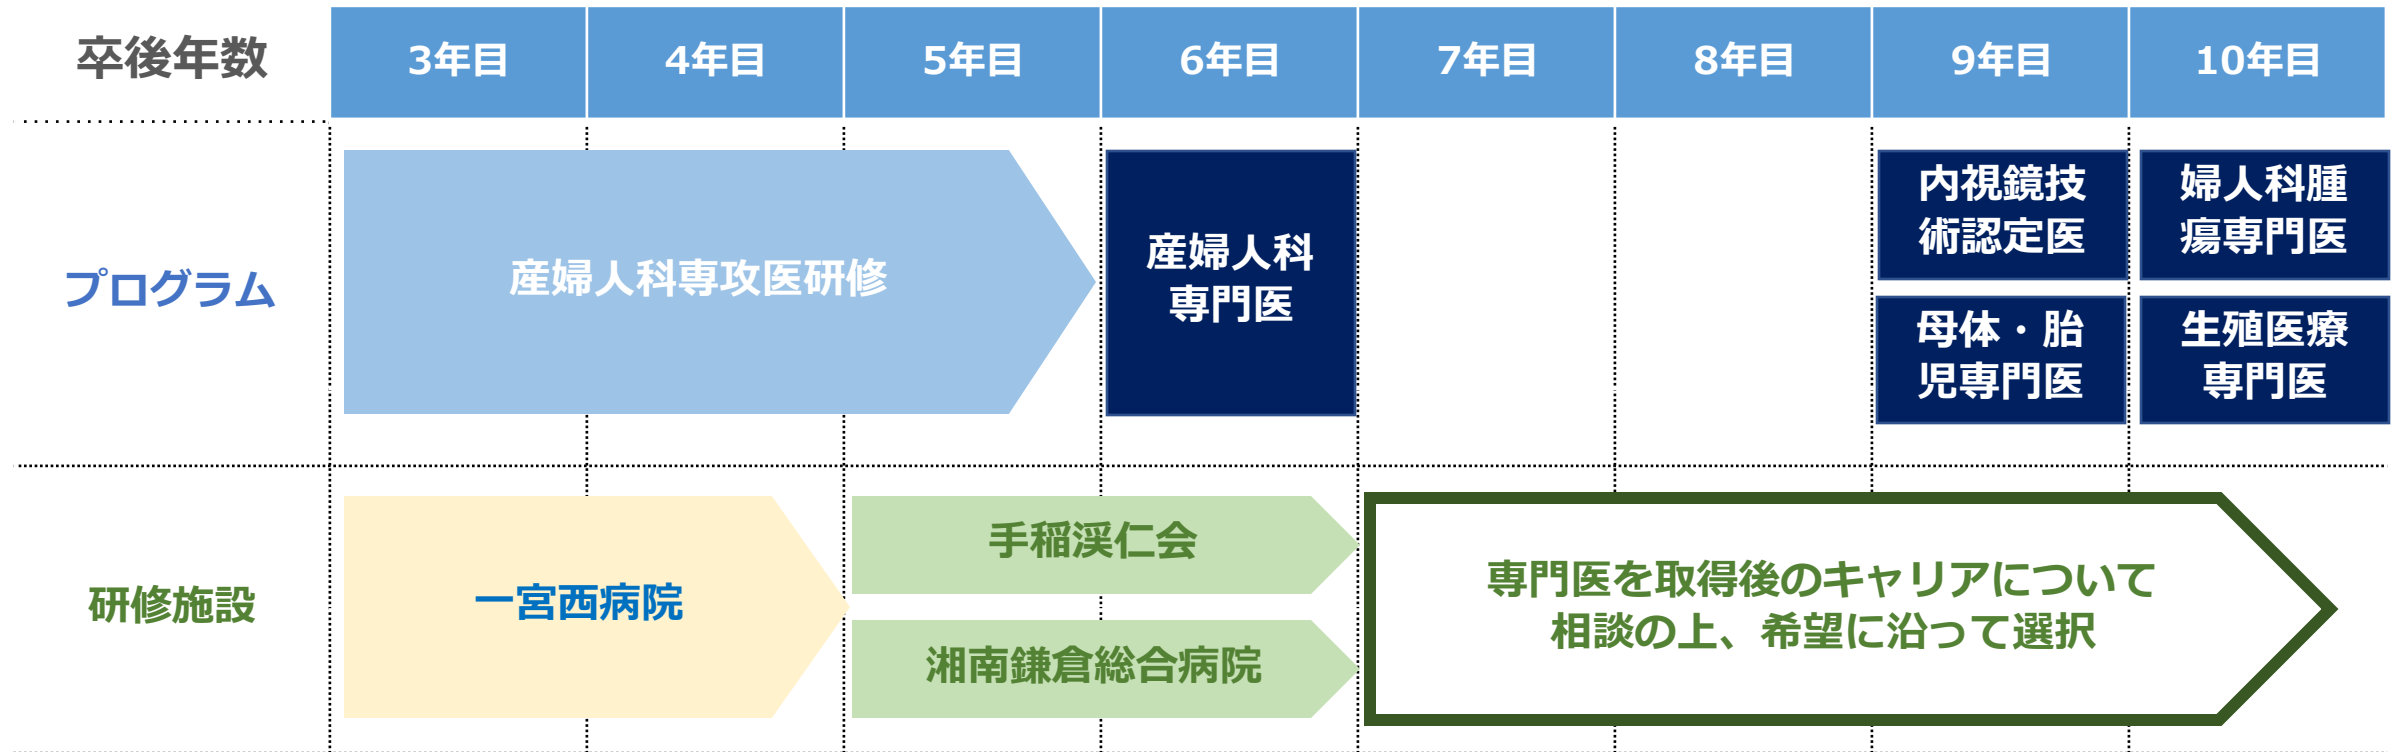 卒後年数
3年目
4年目
5年目
6年目
7年目
8年目
9年目
10年目
プログラム
産婦人科専攻医研修
産婦人科
専門医
内視鏡技
術認定医
婦人科腫
瘍専門医
母体・胎
児専門医
生殖医療
専門医
研修施設
一宮西病院
手稲渓仁会
湘南鎌倉総合病院
専門医を取得後のキャリアについて
相談の上、希望に沿って選択